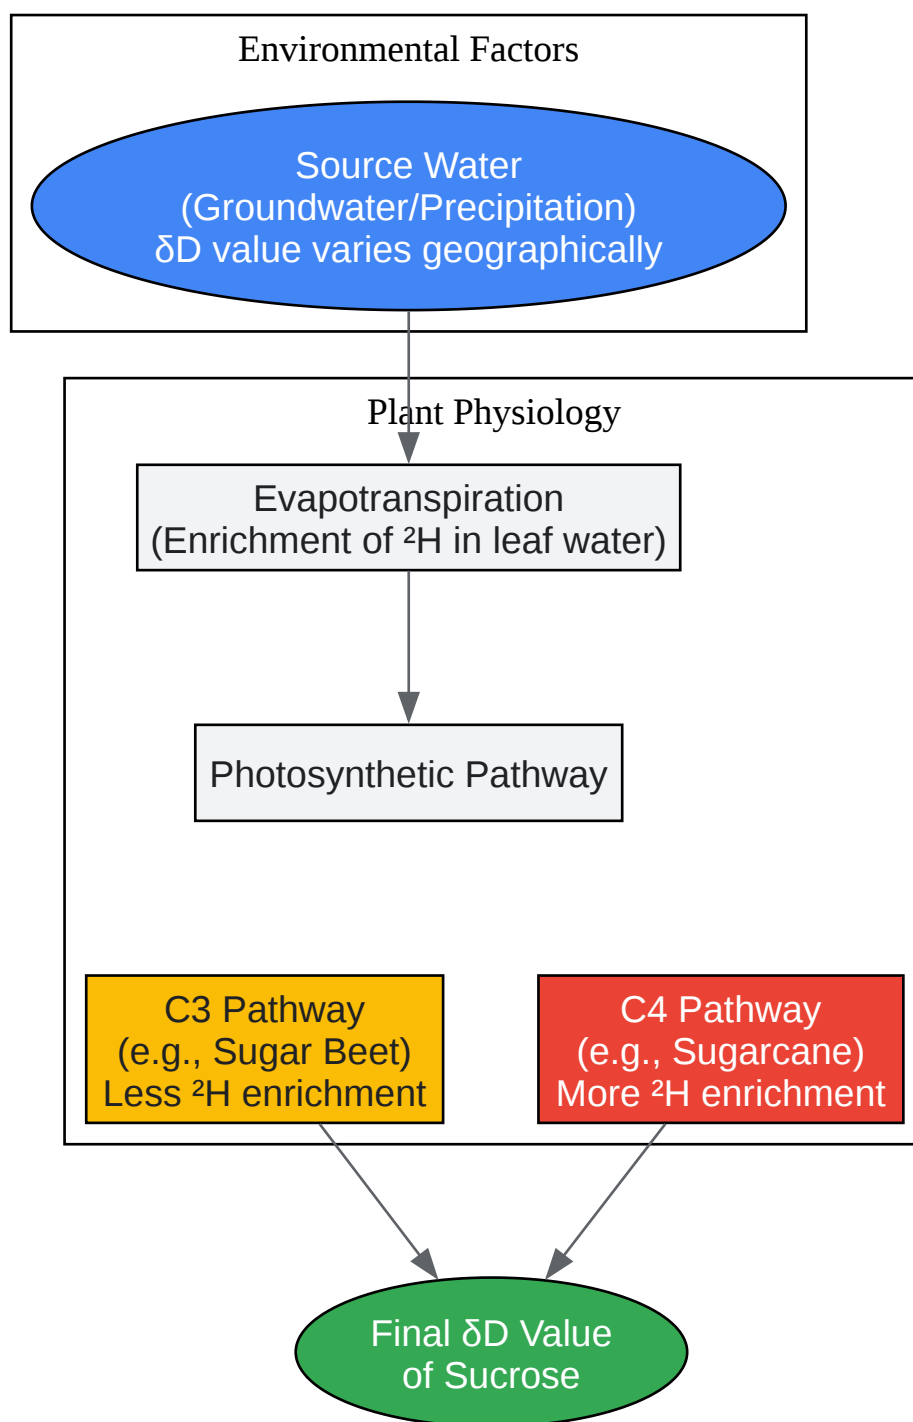 Environmental Factors
Source Water
(Groundwater/Precipitation)
δD value varies geographically
Plant Physiology
Evapotranspiration
(Enrichment of ²H in leaf water)
Photosynthetic Pathway
C3 Pathway
(e.g., Sugar Beet)
Less ²H enrichment
C4 Pathway
(e.g., Sugarcane)
More ²H enrichment
Final δD Value
of Sucrose